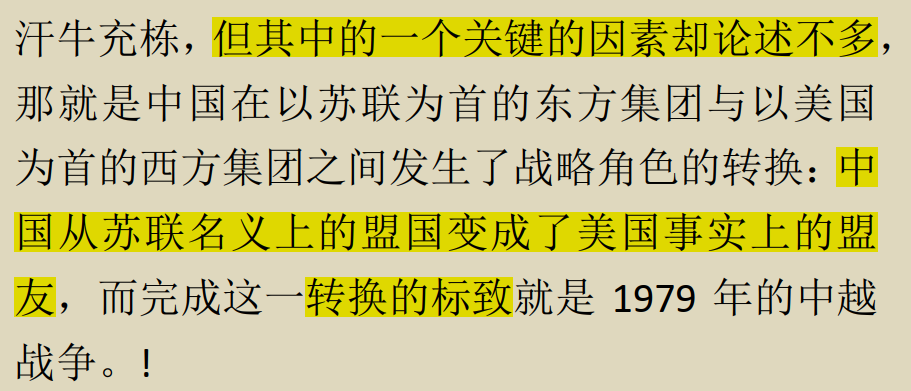 汗牛充栋，但其中的一个关键的因素却论述不多，
那就是中国在以苏联为首的东方集团与以美国
为首的西方集团之间发生了战略角色的转换：中
国从苏联名义上的盟国变成了美国事实上的盟
友，而完成这一转换的标致就是 1979 年的中越
战争。!